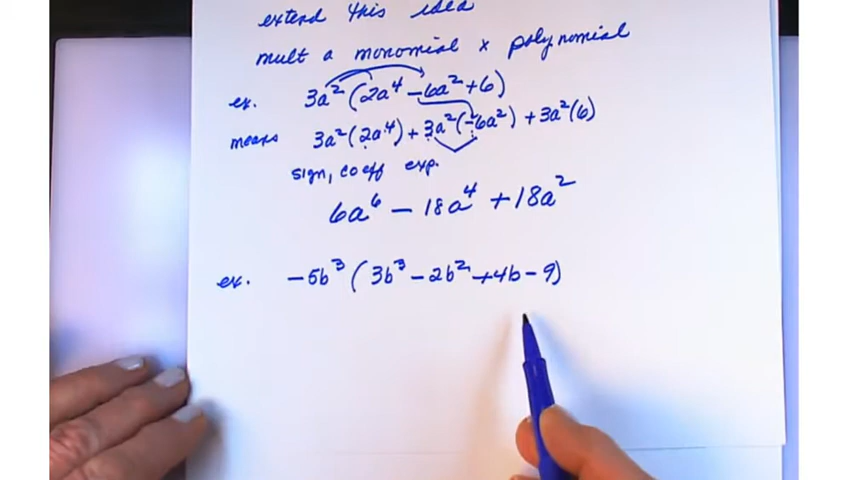 extend this idea
mult a monomial x polynomial
ex. 3a²(2a⁴ - 6a² + 6)
means 3a²(2a⁴) + 3a²(-6a²) + 3a²(6)
sign, coeff exp.
6a⁶ - 18a⁴ + 18a²
ex. -5b³(3b³ - 2b² + 4b - 9)